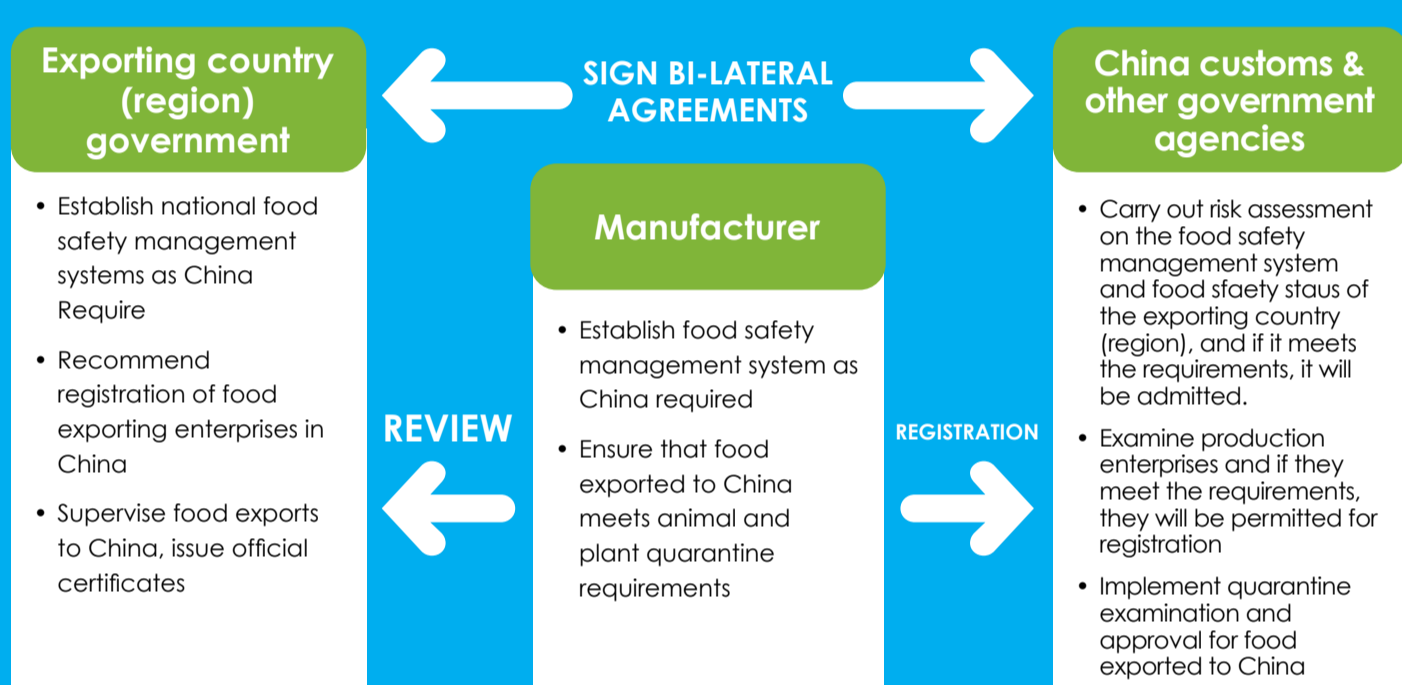 Exporting country
(region)
government
• Establish national food
safety management
systems as China
Require
• Recommend
registration of food
exporting enterprises in
China
• Supervise food exports
to China, issue official
certificates
SIGN BI-LATERAL
AGREEMENTS
REVIEW
Manufacturer
• Establish food safety
management system as
China required
• Ensure that food
exported to China
meets animal and
plant quarantine
requirements
REGISTRATION
China customs &
other government
agencies
• Carry out risk assessment
on the food safety
management system
and food sfaety staus of
the exporting country
(region), and if it meets
the requirements, it will
be admitted.
• Examine production
enterprises and if they
meet the requirements,
they will be permitted for
registration
• Implement quarantine
examination and
approval for food
exported to China